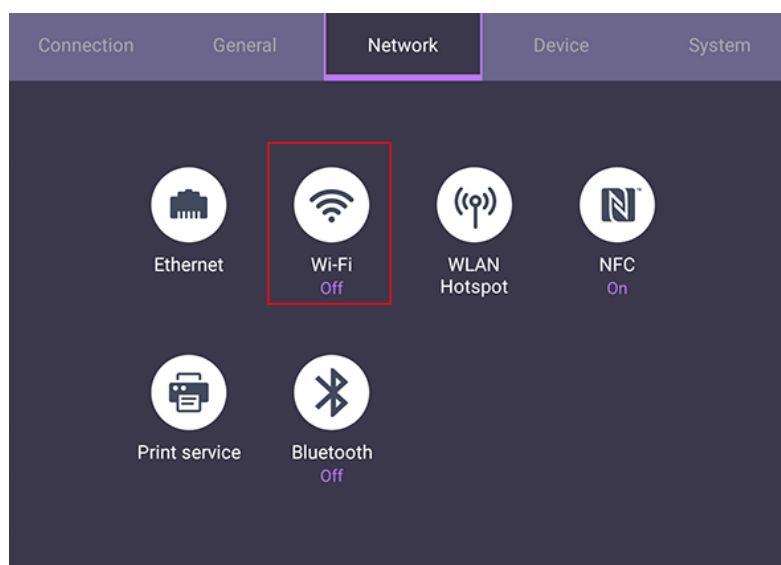 Connection General Network Device System
Ethernet Wi-Fi WLAN NFC
Off Hotspot On
Print service Bluetooth
Off